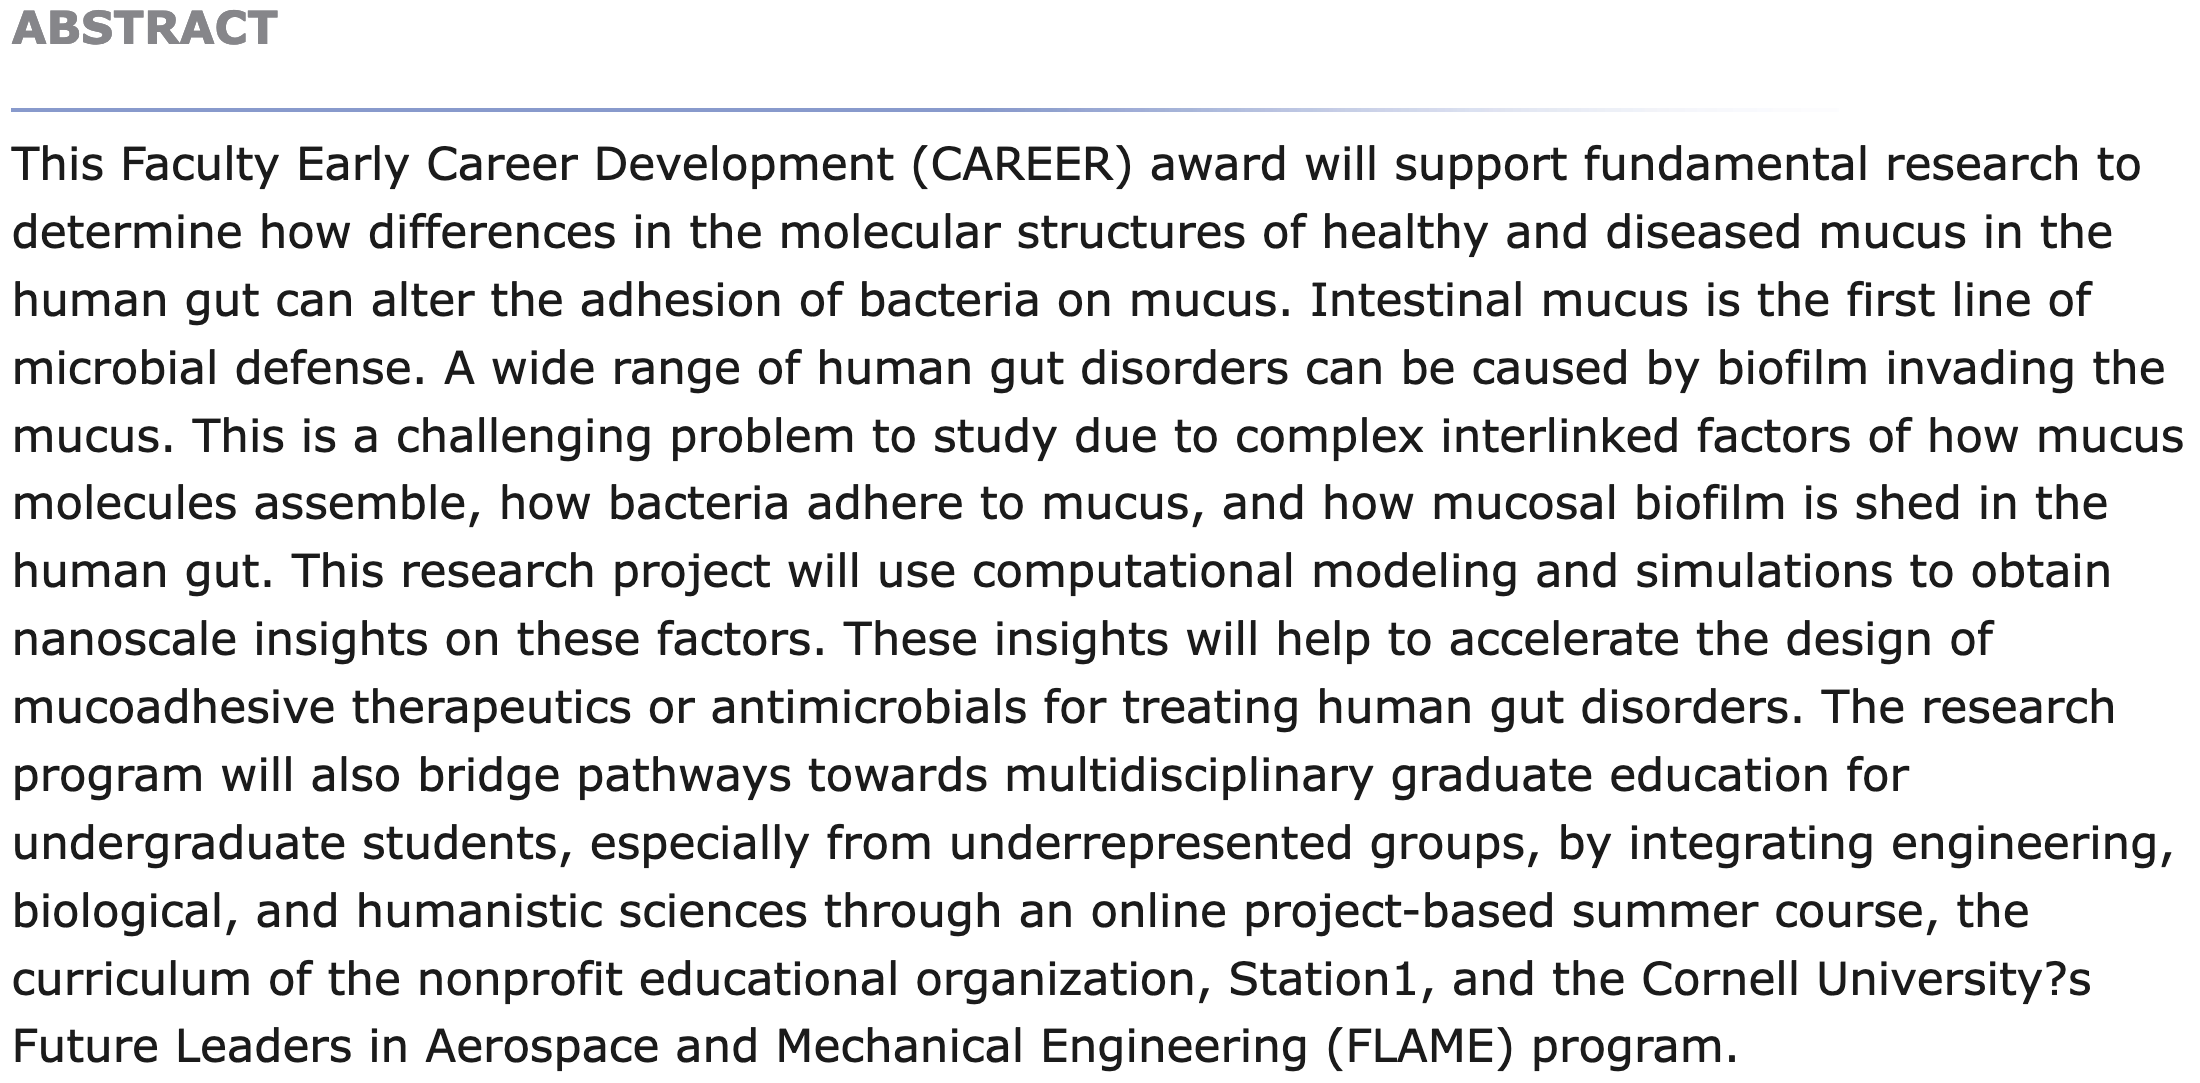 ABSTRACT
This Faculty Early Career Development (CAREER) award will support fundamental research to
determine how differences in the molecular structures of healthy and diseased mucus in the
human gut can alter the adhesion of bacteria on mucus. Intestinal mucus is the first line of
microbial defense. A wide range of human gut disorders can be caused by biofilm invading the
mucus. This is a challenging problem to study due to complex interlinked factors of how mucus
molecules assemble, how bacteria adhere to mucus, and how mucosal biofilm is shed in the
human gut. This research project will use computational modeling and simulations to obtain
nanoscale insights on these factors. These insights will help to accelerate the design of
mucoadhesive therapeutics or antimicrobials for treating human gut disorders. The research
program will also bridge pathways towards multidisciplinary graduate education for
undergraduate students, especially from underrepresented groups, by integrating engineering,
biological, and humanistic sciences through an online project-based summer course, the
curriculum of the nonprofit educational organization, Station1, and the Cornell University?s
Future Leaders in Aerospace and Mechanical Engineering (FLAME) program.